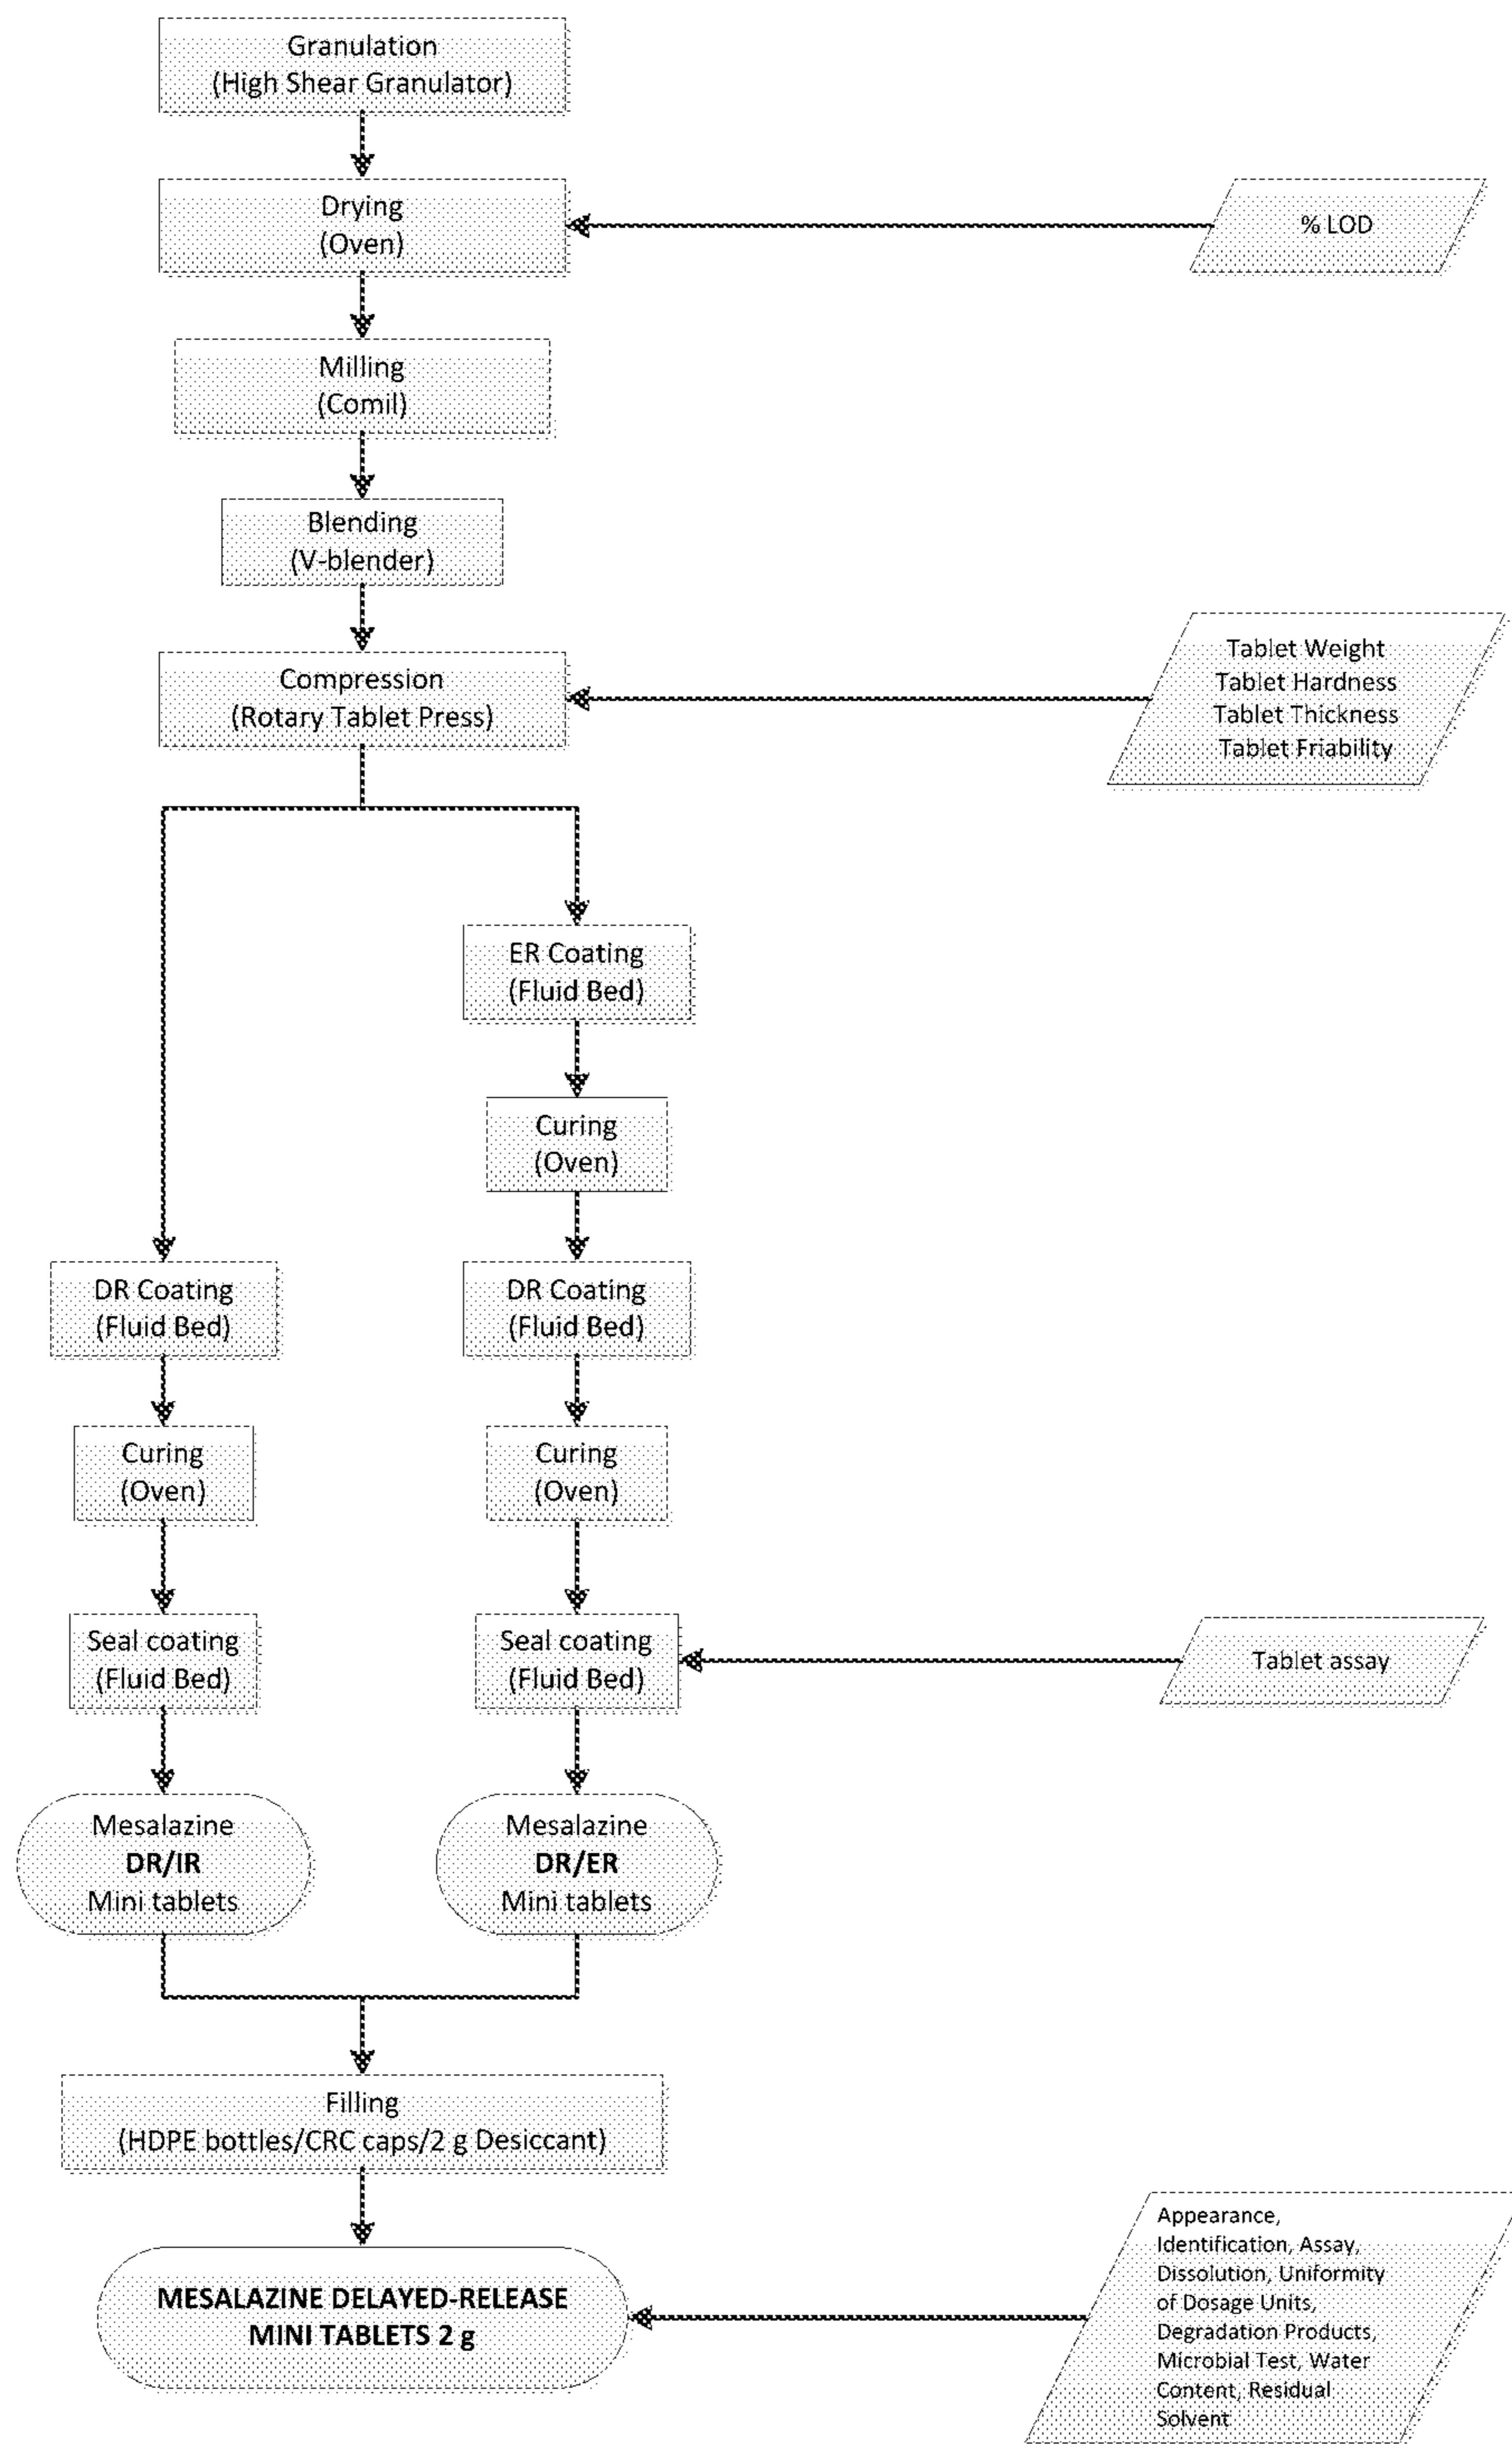 Granulation
(High Shear Granulator)
Drying
(Oven)
% LOD
Milling
(Comil)
Blending
(V-blender)
Compression
(Rotary Tablet Press)
Tablet Weight
Tablet Hardness
Tablet Thickness
Tablet Friability
ER Coating
(Fluid Bed)
Curing
(Oven)
DR Coating
(Fluid Bed)
DR Coating
(Fluid Bed)
Curing
(Oven)
Curing
(Oven)
Seal coating
(Fluid Bed)
Seal coating
(Fluid Bed)
Tablet assay
Mesalazine
DR/IR
Mini tablets
Mesalazine
DR/ER
Mini tablets
Filling
(HDPE bottles/CRC caps/2 g Desiccant)
MESALAZINE DELAYED-RELEASE
MINI TABLETS 2 g
Appearance,
Identification, Assay,
Dissolution, Uniformity
of Dosage Units,
Degradation Products,
Microbial Test, Water
Content, Residual
Solvent